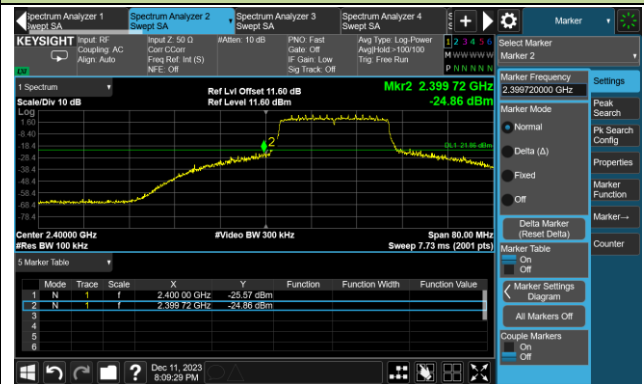 Spectrum Analyzer 1
Swept SA
Spectrum Analyzer 2
Swept SA
Spectrum Analyzer 3
Swept SA
Spectrum Analyzer 4
Swept SA
Marker
KEYSIGHT
Input: RF
Coupling: AC
Align: Auto
Input Z: 50 Ω
Corr CCorr
Freq Ref: Int (S)
NFE: Off
#Atten: 10 dB
PNO: Fast
Gate: Off
IF Gain: Low
Sig Track: Off
Avg Type: Log-Power
Avg|Hold >100/100
Trig: Free Run
1 2 3 4 5 6
M W W W W W
P N N N N N
Select Marker
Marker 2
1 Spectrum
Scale/Div 10 dB
Ref Lvl Offset 11.60 dB
Ref Level 11.60 dBm
Mkr2 2.399 72 GHz
-24.86 dBm
Log
1.60
-8.40
-18.4
-28.4
-38.4
-48.4
-58.4
-68.4
-78.4
2
DL1 -21.86 dBm
Center 2.40000 GHz
#Res BW 100 kHz
#Video BW 300 kHz
Span 80.00 MHz
Sweep 7.73 ms (2001 pts)
5 Marker Table
Mode Trace Scale X Y Function Function Width Function Value
1 N 1 f 2.400 00 GHz -25.57 dBm
2 N 1 f 2.399 72 GHz -24.86 dBm
3
4
5
6
Marker Frequency
2.399720000 GHz
Marker Mode
Normal
Delta (Δ)
Fixed
Off
Delta Marker
(Reset Delta)
Marker Table
On
Off
Marker Settings
Diagram
All Markers Off
Couple Markers
On
Off
Settings
Peak
Search
Pk Search
Config
Properties
Marker
Function
Marker→
Counter
Dec 11, 2023
8:09:29 PM